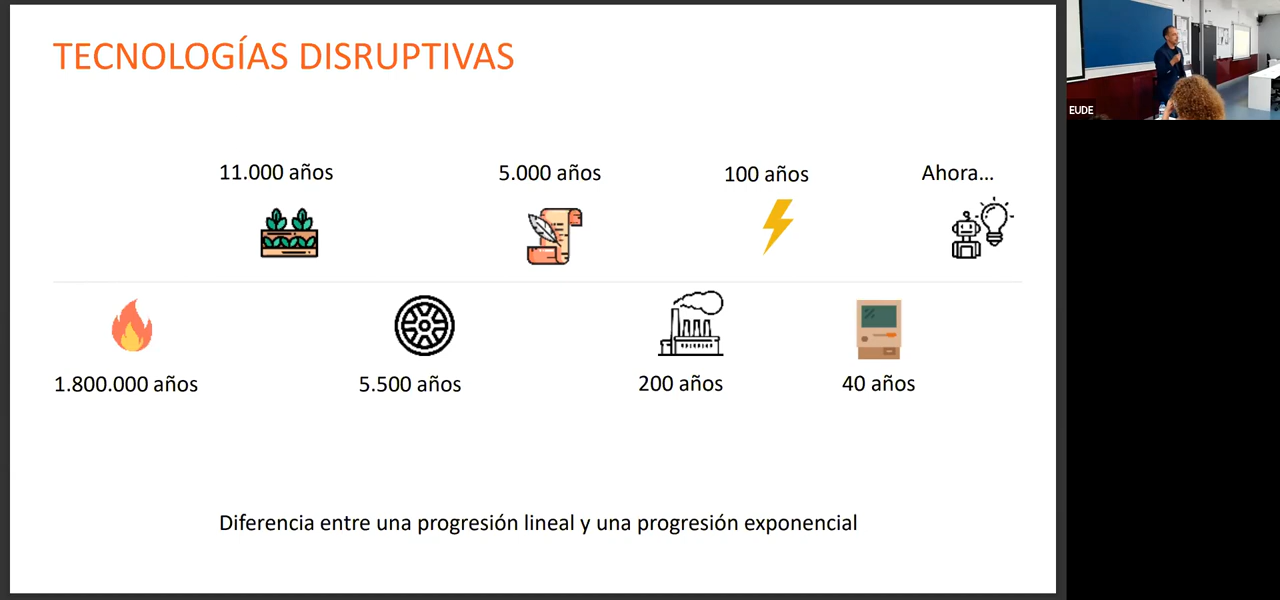 TECNOLOGÍAS DISRUPTIVAS
EUDE
11.000 años
5.000 años
100 años
Ahora...
1.800.000 años
5.500 años
200 años
40 años
Diferencia entre una progresión lineal y una progresión exponencial